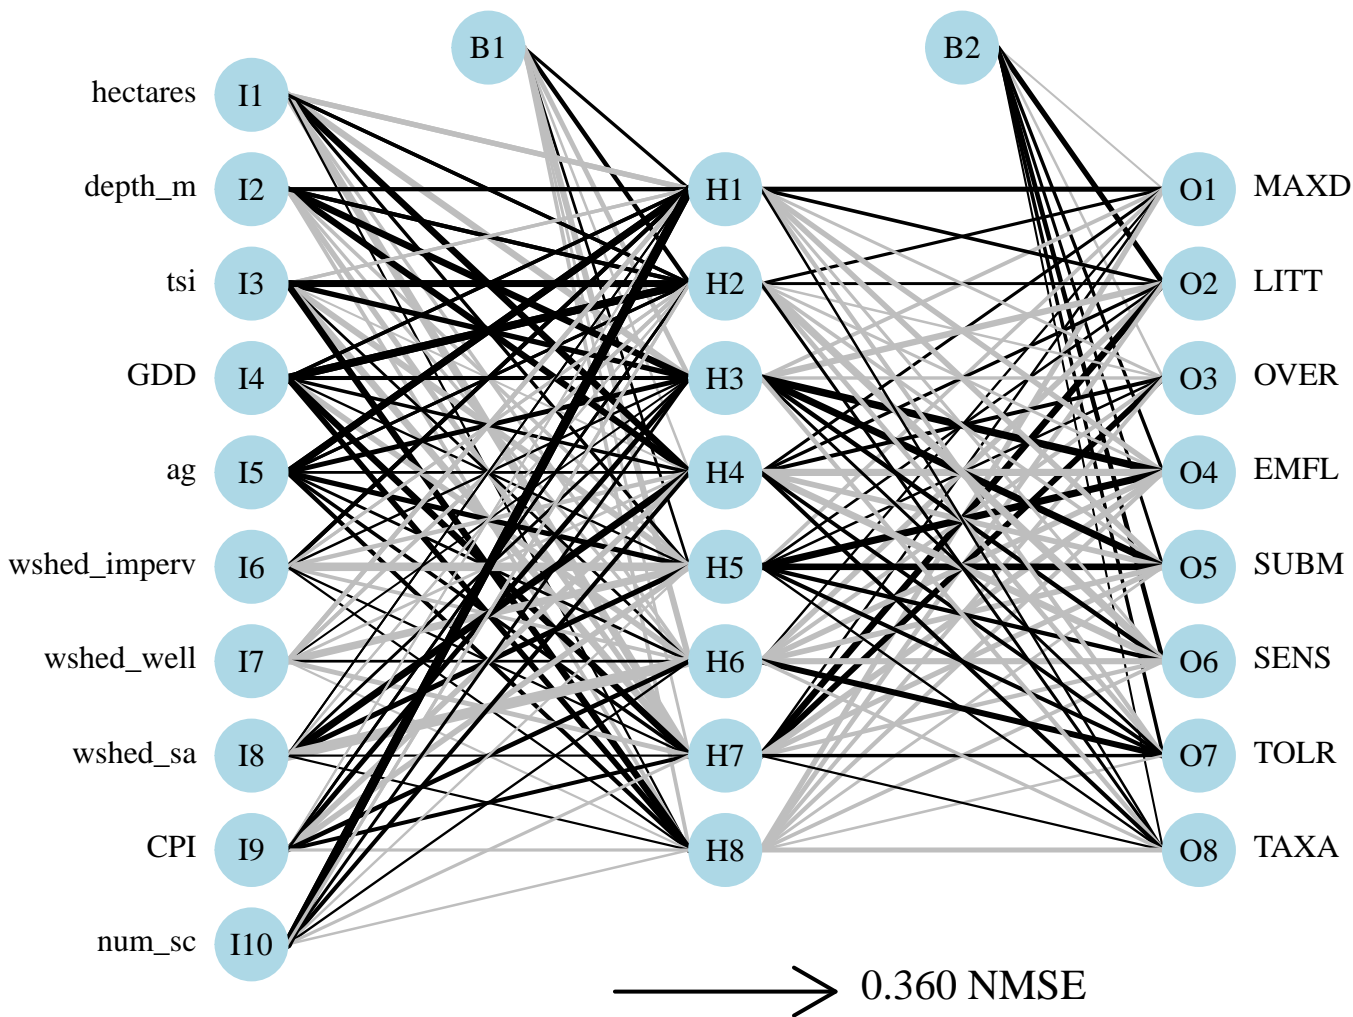 B1 B2
hectares I1
depth_m I2 H1 O1 MAXD
tsi I3 H2 O2 LITT
GDD I4 H3 O3 OVER
ag I5 H4 O4 EMFL
wshed_imperv I6 H5 O5 SUBM
wshed_well I7 H6 O6 SENS
wshed_sa I8 H7 O7 TOLR
CPI I9 H8 O8 TAXA
num_sc I10
0.360 NMSE